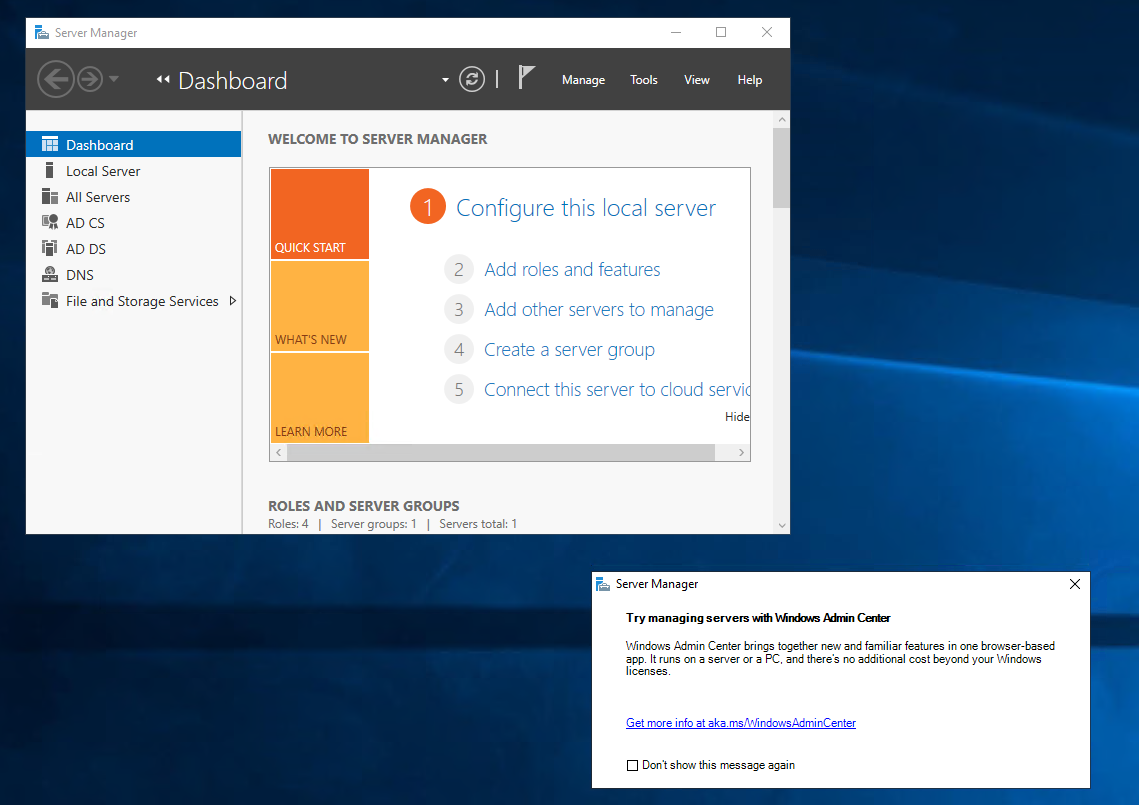 Server Manager
Dashboard
Manage Tools View Help
Dashboard
Local Server
All Servers
AD CS
AD DS
DNS
File and Storage Services
WELCOME TO SERVER MANAGER
QUICK START
WHAT'S NEW
LEARN MORE
1 Configure this local server
2 Add roles and features
3 Add other servers to manage
4 Create a server group
5 Connect this server to cloud servic
Hide
ROLES AND SERVER GROUPS
Roles: 4 | Server groups: 1 | Servers total: 1
Server Manager
Try managing servers with Windows Admin Center
Windows Admin Center brings together new and familiar features in one browser-based
app. It runs on a server or a PC, and there's no additional cost beyond your Windows
licenses.
Get more info at aka.ms/WindowsAdminCenter
Don't show this message again